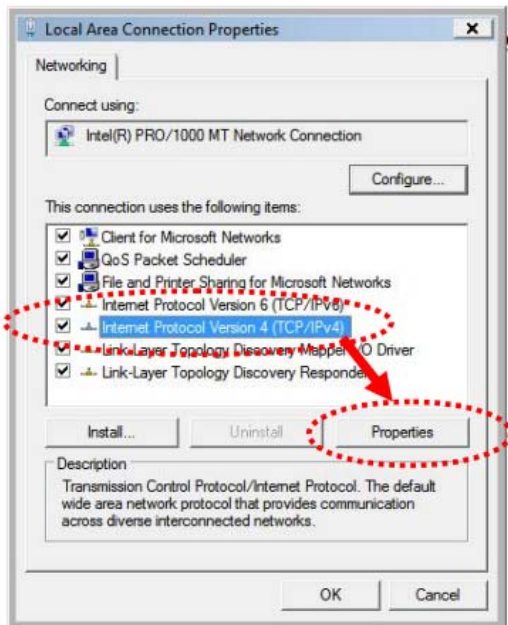 Local Area Connection Properties
Networking
Connect using:
Intel(R) PRO/1000 MT Network Connection
Configure...
This connection uses the following items:
Client for Microsoft Networks
QoS Packet Scheduler
File and Printer Sharing for Microsoft Networks
Internet Protocol Version 6 (TCP/IPv6)
Internet Protocol Version 4 (TCP/IPv4)
Link-Layer Topology Discovery Mapper I/O Driver
Link-Layer Topology Discovery Responder
Install...
Uninstall
Properties
Description
Transmission Control Protocol/Internet Protocol. The default
wide area network protocol that provides communication
across diverse interconnected networks.
OK
Cancel